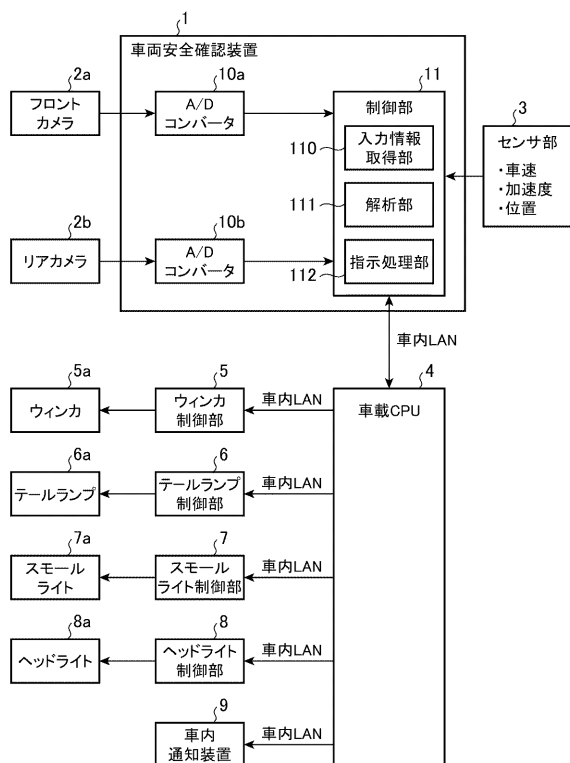 1
車両安全確認装置
2a
フロント
カメラ
10a
A/D
コンバータ
11
制御部
110
入力情報
取得部
111
解析部
112
指示処理部
3
センサ部
・車速
・加速度
・位置
2b
リアカメラ
10b
A/D
コンバータ
車内LAN
4
車載CPU
5a
ウィンカ
5
ウィンカ
制御部
車内LAN
6a
テールランプ
6
テールランプ
制御部
車内LAN
7a
スモール
ライト
7
スモール
ライト制御部
車内LAN
8a
ヘッドライト
8
ヘッドライト
制御部
車内LAN
9
車内
通知装置
車内LAN